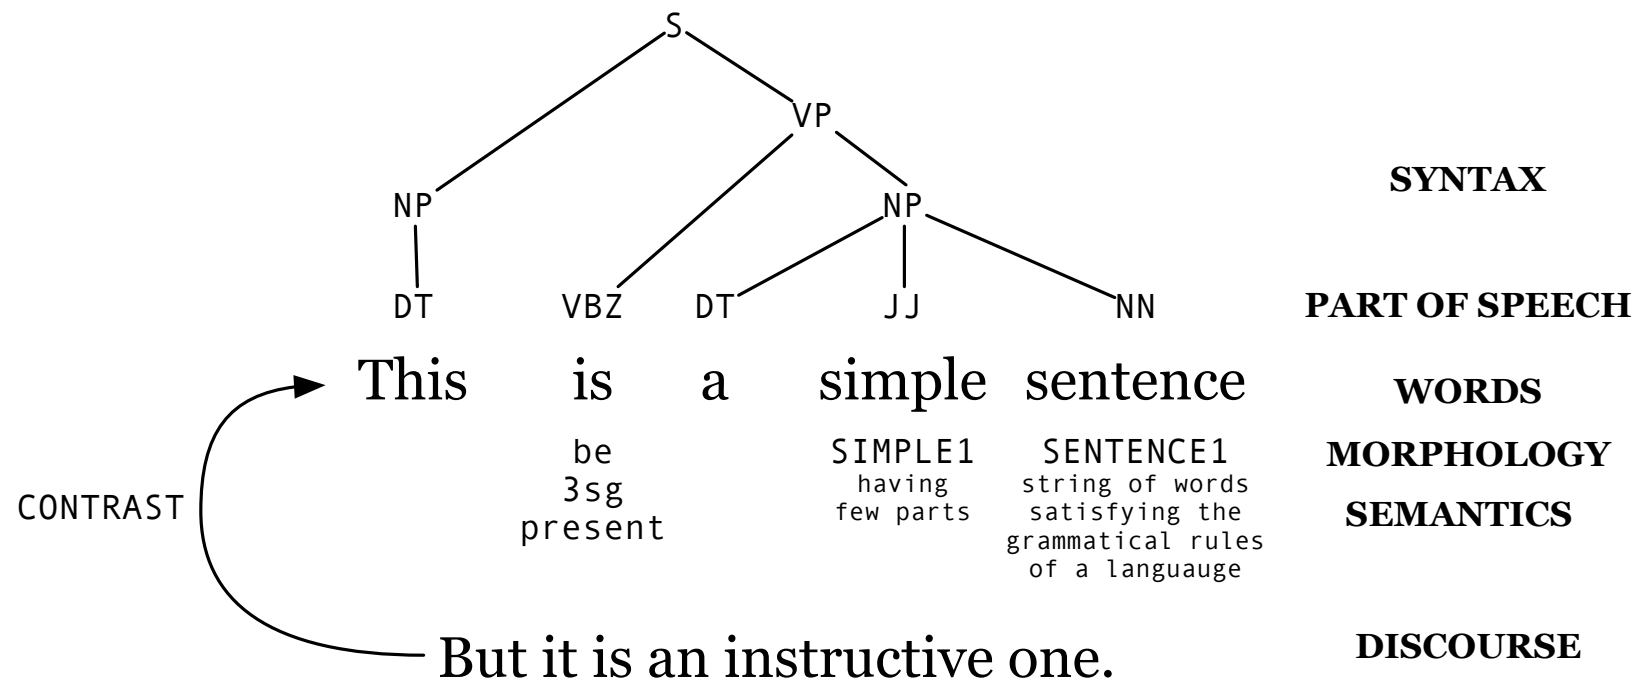 S
VP
SYNTAX
NP NP
DT VBZ DT JJ NN PART OF SPEECH
This is a simple sentence WORDS
be SIMPLE1 SENTENCE1 MORPHOLOGY
3sg having string of words
CONTRAST present few parts satisfying the SEMANTICS
grammatical rules
of a languauge
But it is an instructive one. DISCOURSE